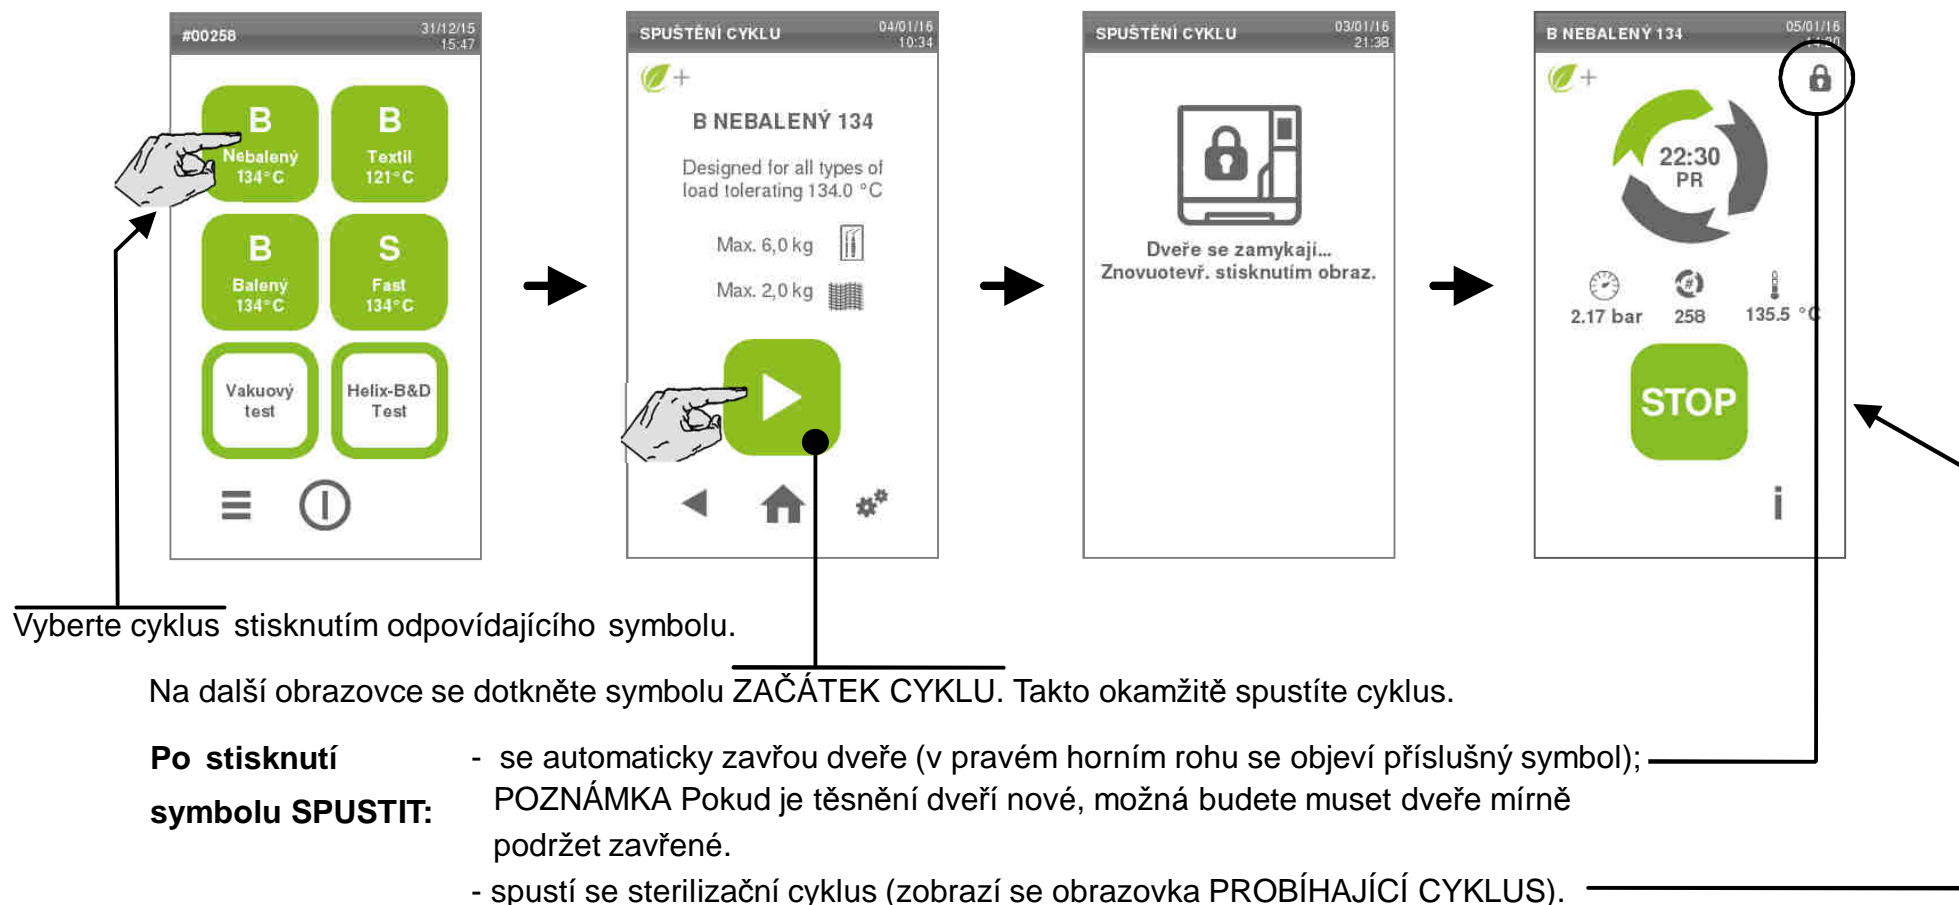 #00258
31/12/15
15:47
B
Nebalený
134°C
B
Textil
121°C
B
Balený
134°C
S
Fast
134°C
Vakuový
test
Helix-B&D
Test
SPUŠTĚNÍ CYKLU
04/01/16
10:34
B NEBALENÝ 134
Designed for all types of
load tolerating 134.0 °C
Max. 6,0 kg
Max. 2,0 kg
SPUŠTĚNÍ CYKLU
03/01/16
21:38
Dveře se zamykají...
Znovuotevř. stisknutím obraz.
B NEBALENÝ 134
05/01/16
14:20
22:30
PR
2.17 bar
#
258
135.5 °C
STOP
i
Vyberte cyklus stisknutím odpovídajícího symbolu.
Na další obrazovce se dotkněte symbolu ZAČÁTEK CYKLU. Takto okamžitě spustíte cyklus.
Po stisknutí
symbolu SPUSTIT:
- se automaticky zavřou dveře (v pravém horním rohu se objeví příslušný symbol);
POZNÁMKA Pokud je těsnění dveří nové, možná budete muset dveře mírně
podržet zavřené.
- spustí se sterilizační cyklus (zobrazí se obrazovka PROBÍHAJÍCÍ CYKLUS).